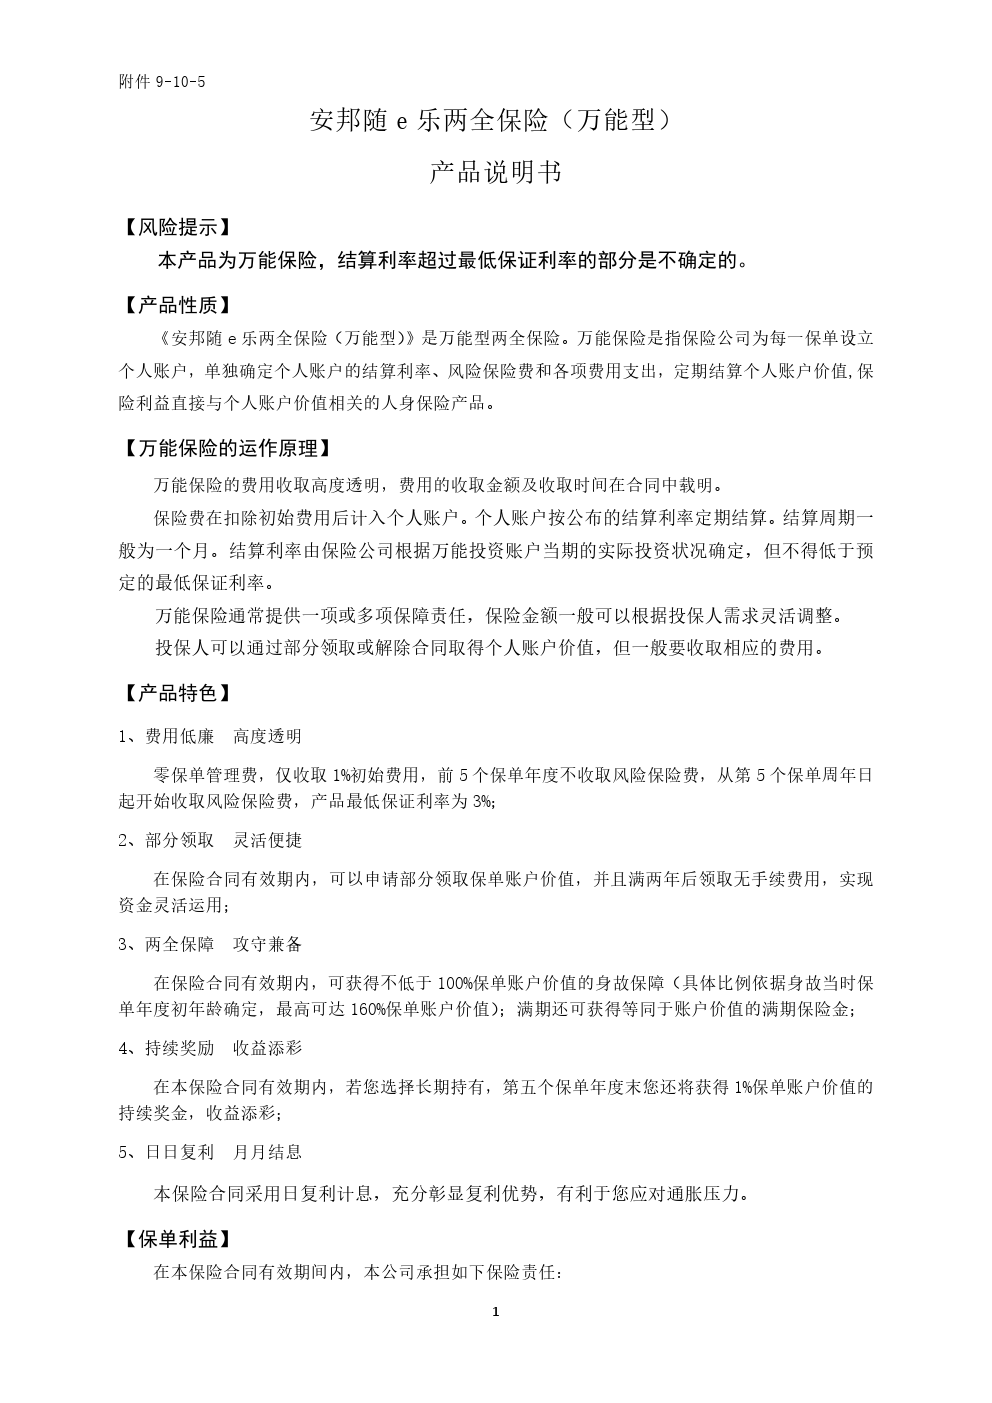 附件 9-10-5
安邦随 e 乐两全保险（万能型）
产品说明书
【风险提示】
本产品为万能保险，结算利率超过最低保证利率的部分是不确定的。
【产品性质】
《安邦随 e 乐两全保险（万能型）》是万能型两全保险。万能保险是指保险公司为每一保单设立
个人账户，单独确定个人账户的结算利率、风险保险费和各项费用支出，定期结算个人账户价值,保
险利益直接与个人账户价值相关的人身保险产品。
【万能保险的运作原理】
万能保险的费用收取高度透明，费用的收取金额及收取时间在合同中载明。
保险费在扣除初始费用后计入个人账户。个人账户按公布的结算利率定期结算。结算周期一
般为一个月。结算利率由保险公司根据万能投资账户当期的实际投资状况确定，但不得低于预
定的最低保证利率。
万能保险通常提供一项或多项保障责任，保险金额一般可以根据投保人需求灵活调整。
投保人可以通过部分领取或解除合同取得个人账户价值，但一般要收取相应的费用。
【产品特色】
1、费用低廉　高度透明
零保单管理费，仅收取 1%初始费用，前 5 个保单年度不收取风险保险费，从第 5 个保单周年日
起开始收取风险保险费，产品最低保证利率为 3%；
2、部分领取　灵活便捷
在保险合同有效期内，可以申请部分领取保单账户价值，并且满两年后领取无手续费用，实现
资金灵活运用；
3、两全保障　攻守兼备
在保险合同有效期内，可获得不低于 100%保单账户价值的身故保障（具体比例依据身故当时保
单年度初年龄确定，最高可达 160%保单账户价值）；满期还可获得等同于账户价值的满期保险金；
4、持续奖励　收益添彩
在本保险合同有效期内，若您选择长期持有，第五个保单年度末您还将获得 1%保单账户价值的
持续奖金，收益添彩；
5、日日复利　月月结息
本保险合同采用日复利计息，充分彰显复利优势，有利于您应对通胀压力。
【保单利益】
在本保险合同有效期间内，本公司承担如下保险责任：
1